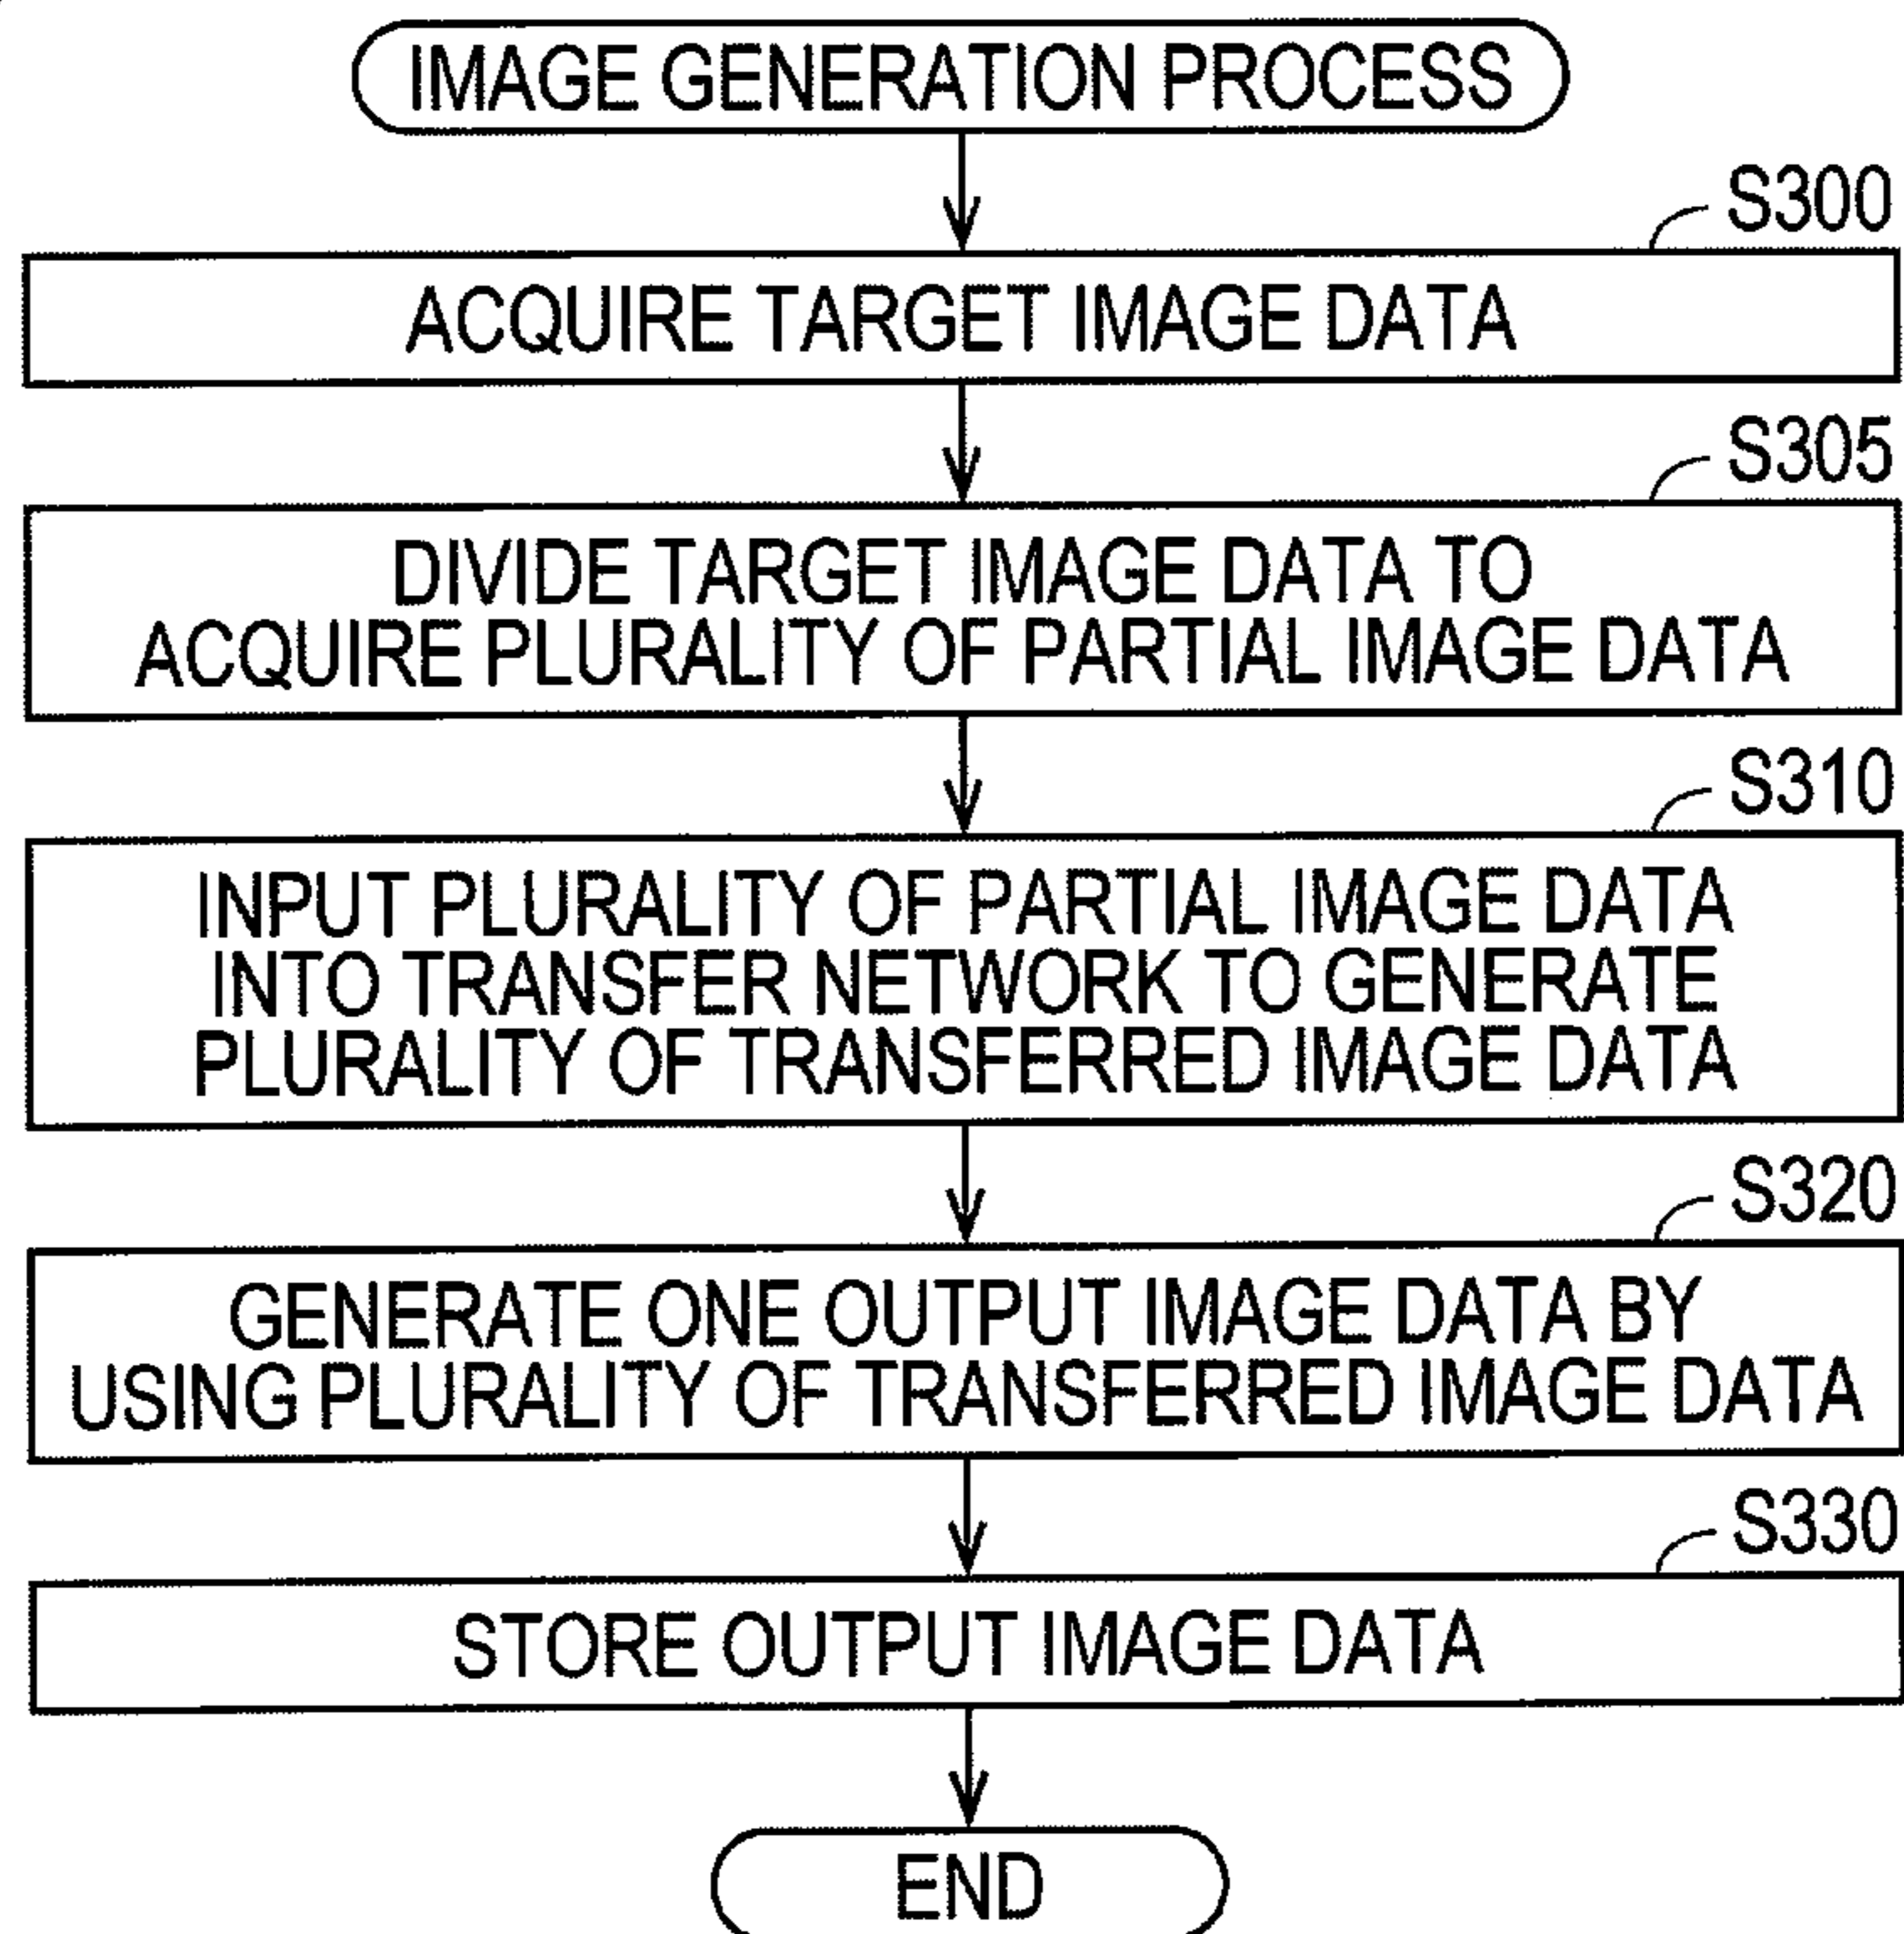 IMAGE GENERATION PROCESS
S300
ACQUIRE TARGET IMAGE DATA
S305
DIVIDE TARGET IMAGE DATA TO
ACQUIRE PLURALITY OF PARTIAL IMAGE DATA
S310
INPUT PLURALITY OF PARTIAL IMAGE DATA
INTO TRANSFER NETWORK TO GENERATE
PLURALITY OF TRANSFERRED IMAGE DATA
S320
GENERATE ONE OUTPUT IMAGE DATA BY
USING PLURALITY OF TRANSFERRED IMAGE DATA
S330
STORE OUTPUT IMAGE DATA
END